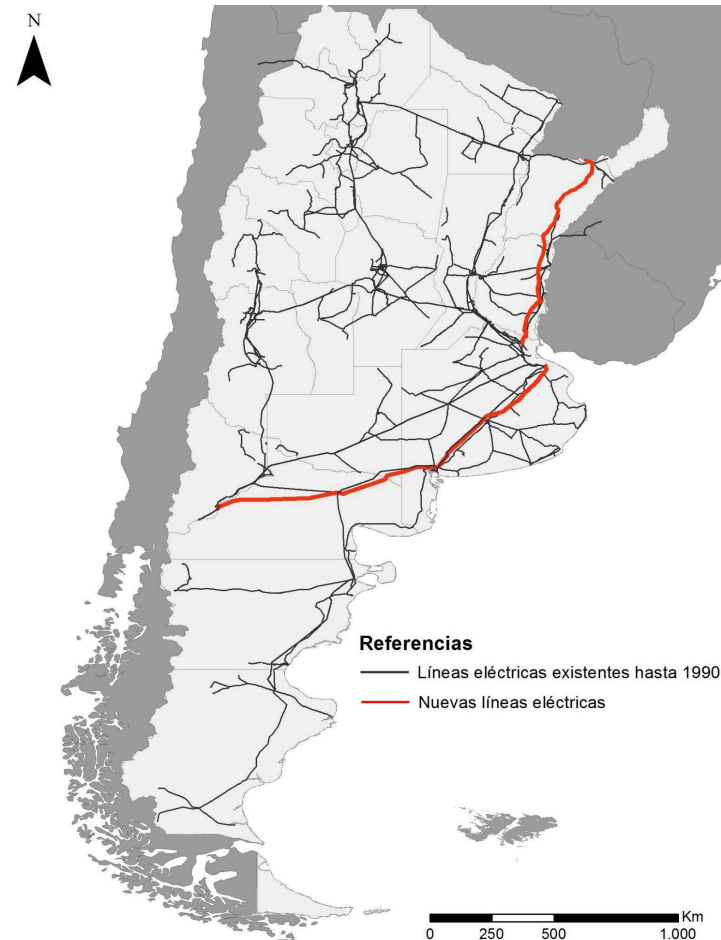 N
Referencias
Líneas eléctricas existentes hasta 1990
Nuevas líneas eléctricas
Km
0 250 500 1.000